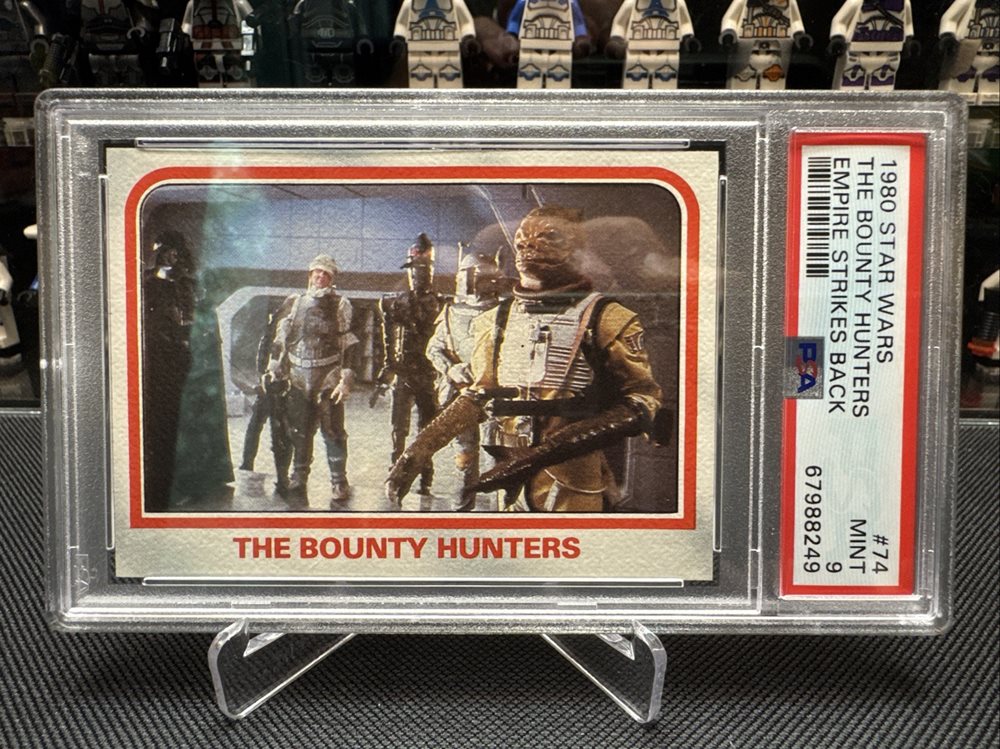 THE BOUNTY HUNTERS
1980 STAR WARS
THE BOUNTY HUNTERS
EMPIRE STRIKES BACK
#74
MINT
9
67988249
PSA